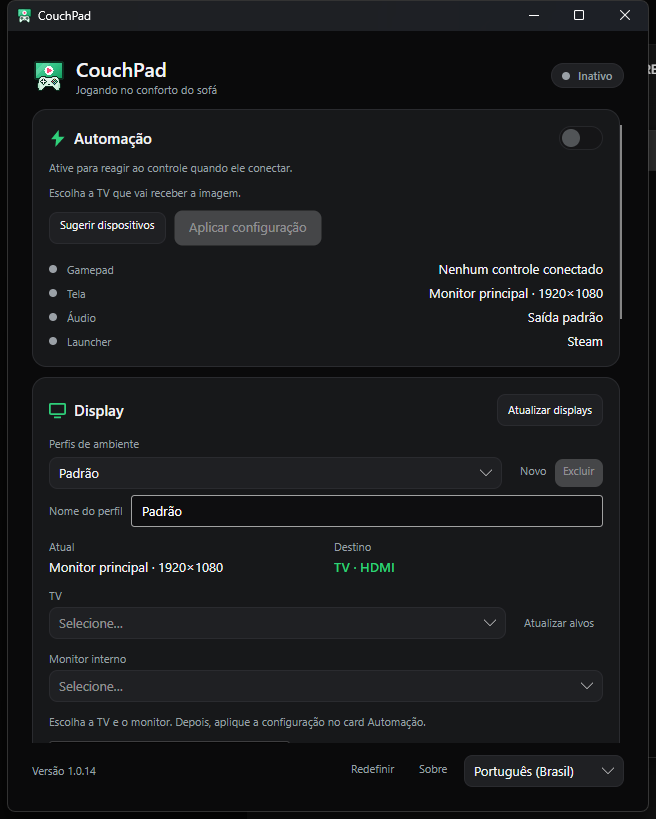 CouchPad
CouchPad
Jogando no conforto do sofá
Inativo
Automação
Ative para reagir ao controle quando ele conectar.
Escolha a TV que vai receber a imagem.
Sugerir dispositivos
Aplicar configuração
Gamepad
Nenhum controle conectado
Tela
Monitor principal · 1920×1080
Áudio
Saída padrão
Launcher
Steam
Display
Atualizar displays
Perfis de ambiente
Padrão
Novo
Excluir
Nome do perfil
Padrão
Atual
Destino
Monitor principal · 1920×1080
TV · HDMI
TV
Selecione...
Atualizar alvos
Monitor interno
Selecione...
Escolha a TV e o monitor. Depois, aplique a configuração no card Automação.
Versão 1.0.14
Redefinir
Sobre
Português (Brasil)